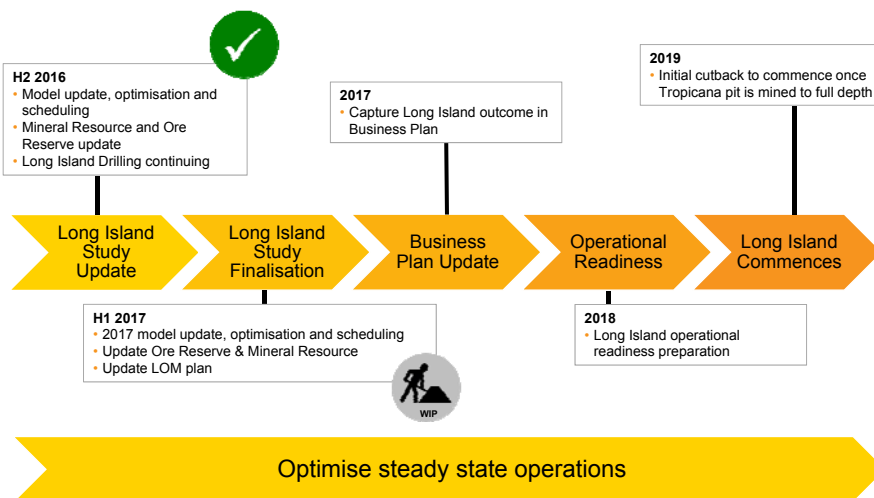 H2 2016
• Model update, optimisation and
scheduling
• Mineral Resource and Ore
Reserve update
• Long Island Drilling continuing
2017
• Capture Long Island outcome in
Business Plan
2019
• Initial cutback to commence once
Tropicana pit is mined to full depth
Long Island
Study
Update
Long Island
Study
Finalisation
Business
Plan Update
Operational
Readiness
Long Island
Commences
H1 2017
• 2017 model update, optimisation and scheduling
• Update Ore Reserve & Mineral Resource
• Update LOM plan
WIP
2018
• Long Island operational
readiness preparation
Optimise steady state operations